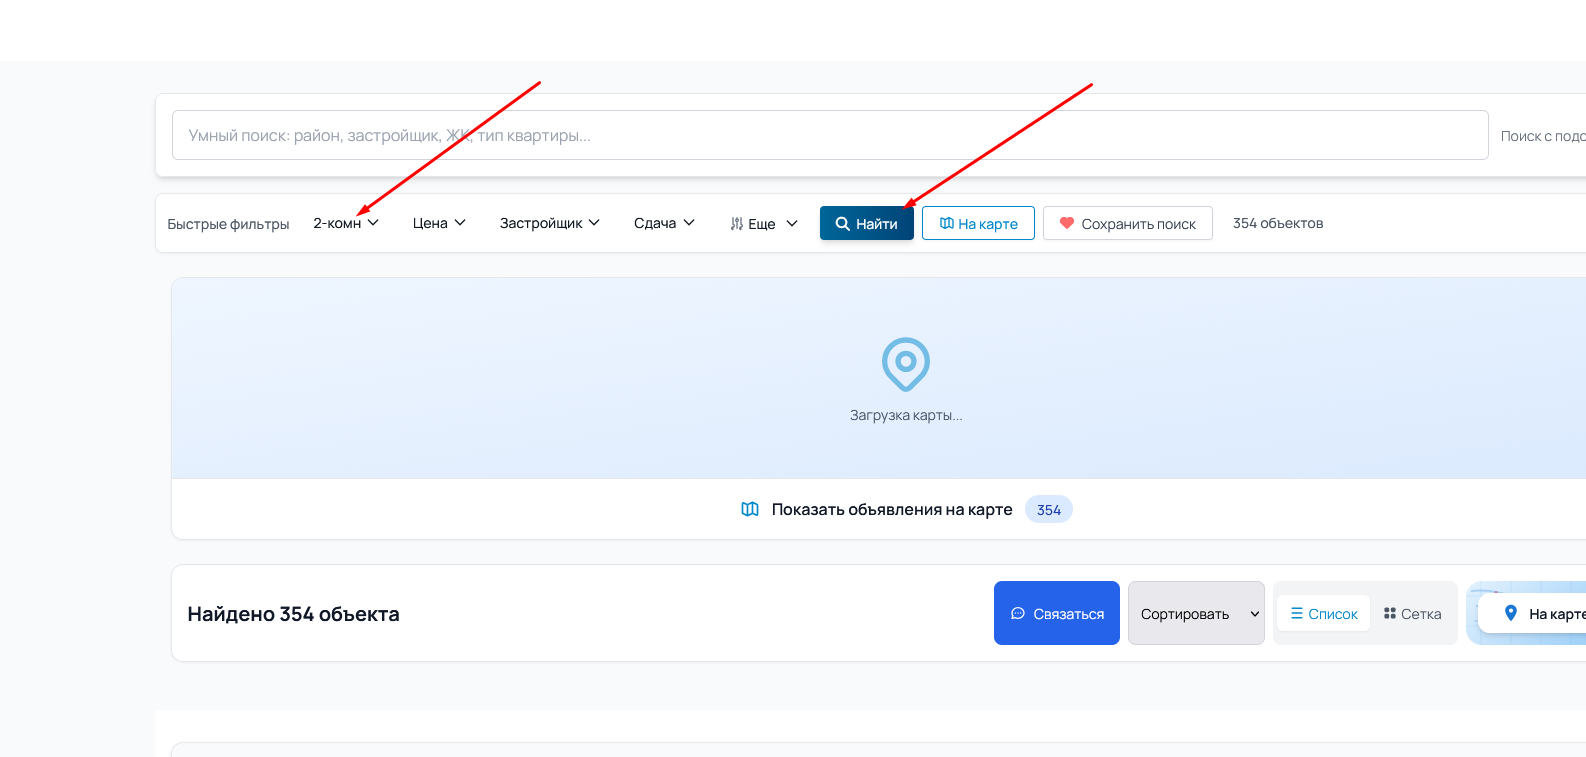 Умный поиск: район, застройщик, ЖК, тип квартиры...
Поиск с подс
Быстрые фильтры 2-комн Цена Застройщик Сдача Еще Найти На карте Сохранить поиск 354 объектов
Загрузка карты...
Показать объявления на карте 354
Найдено 354 объекта Связаться Сортировать Список Сетка На карте